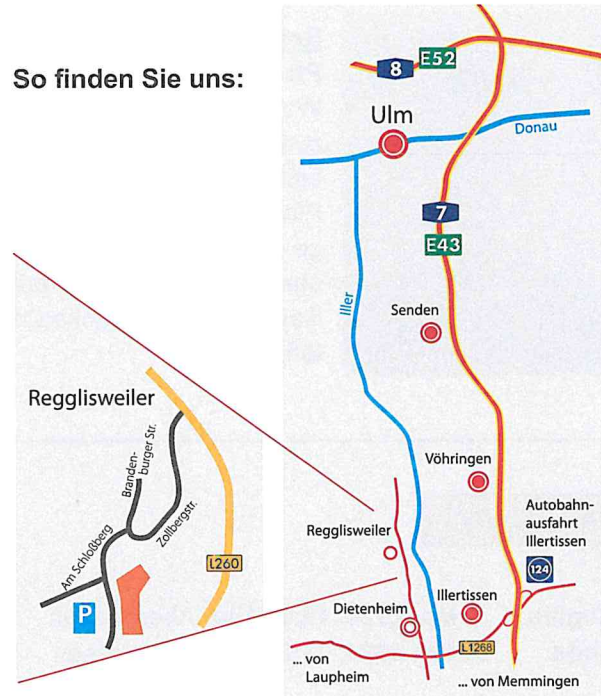 So finden Sie uns:
8
E52
Ulm
Donau
7
E43
Iller
Senden
Vöhringen
Autobahn-
ausfahrt
Illertissen
124
Regglisweiler
Dietenheim
Illertissen
L1268
... von
Laupheim
... von Memmingen
Regglisweiler
Branden-
burger Str.
Zollbergstr.
Am Schloßberg
L260
P